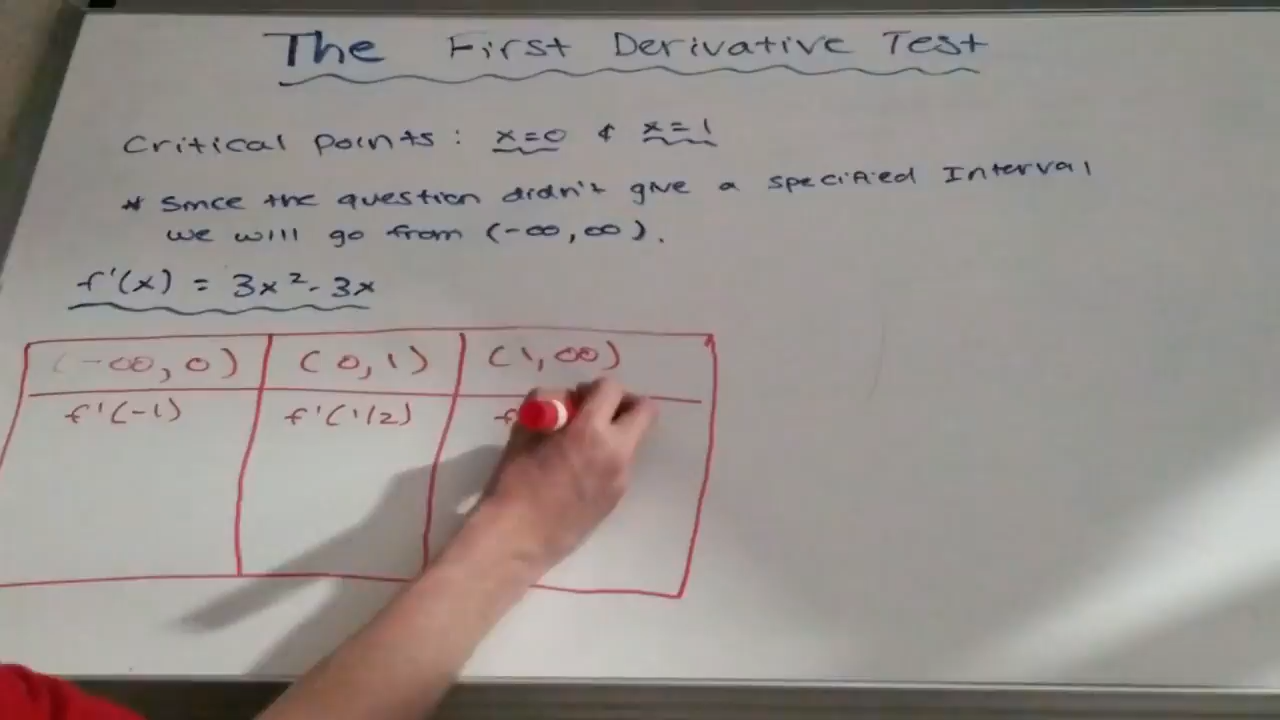 The First Derivative Test
Critical points: x=0 & x=1
* Since the question didn't give a specified Interval
we will go from (-∞,∞).
f'(x) = 3x²-3x
(-∞,0) (0,1) (1,∞)
f'(-1) f'(1/2) f